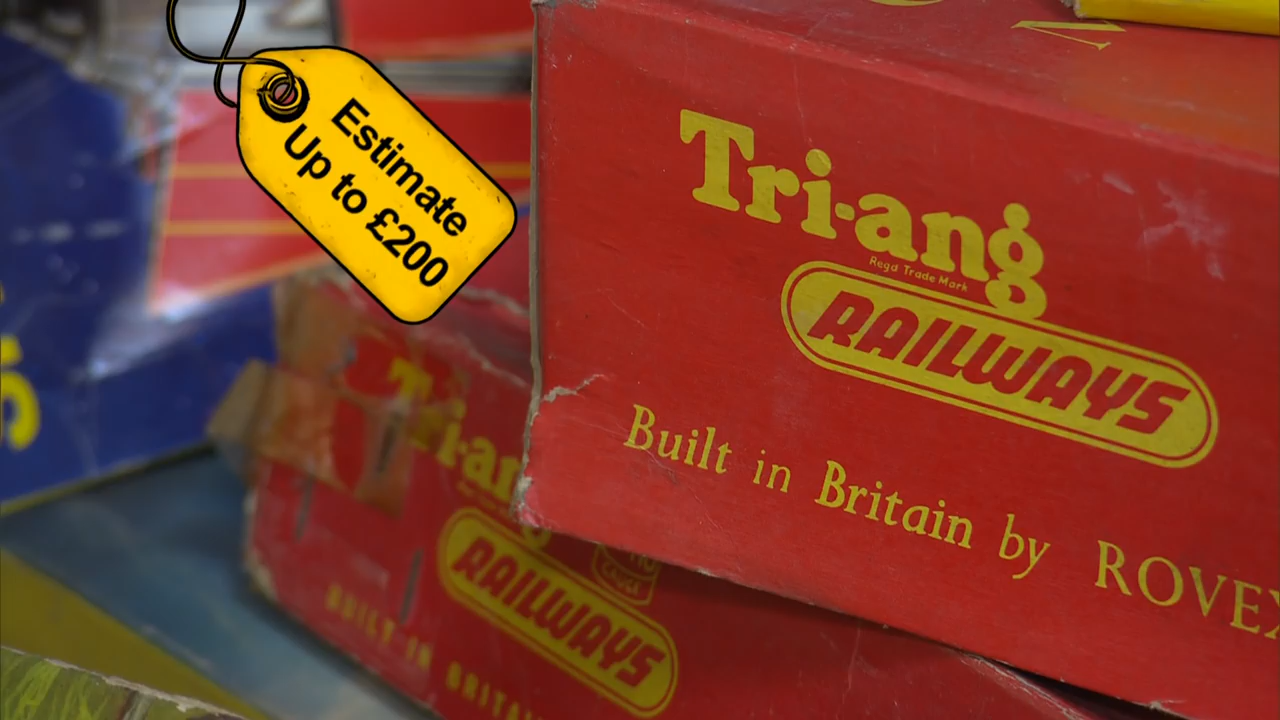 Estimate
Up to £200
Tri-ang
Regd Trade Mark
RAILWAYS
Built in Britain by ROVEX
Tri-ang
RAILWAYS
BUILT IN BRITAIN